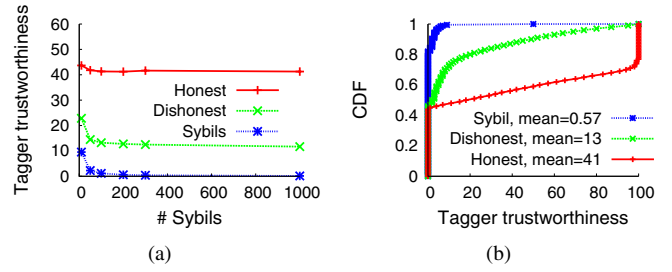 Tagger trustworthiness
60
50
40
30
20
10
0
Honest
Dishonest
Sybils
0 200 400 600 800 1000
# Sybils
(a)
CDF
1
0.8
0.6
0.4
0.2
0
Sybil, mean=0.57
Dishonest, mean=13
Honest, mean=41
0 20 40 60 80 100
Tagger trustworthiness
(b)